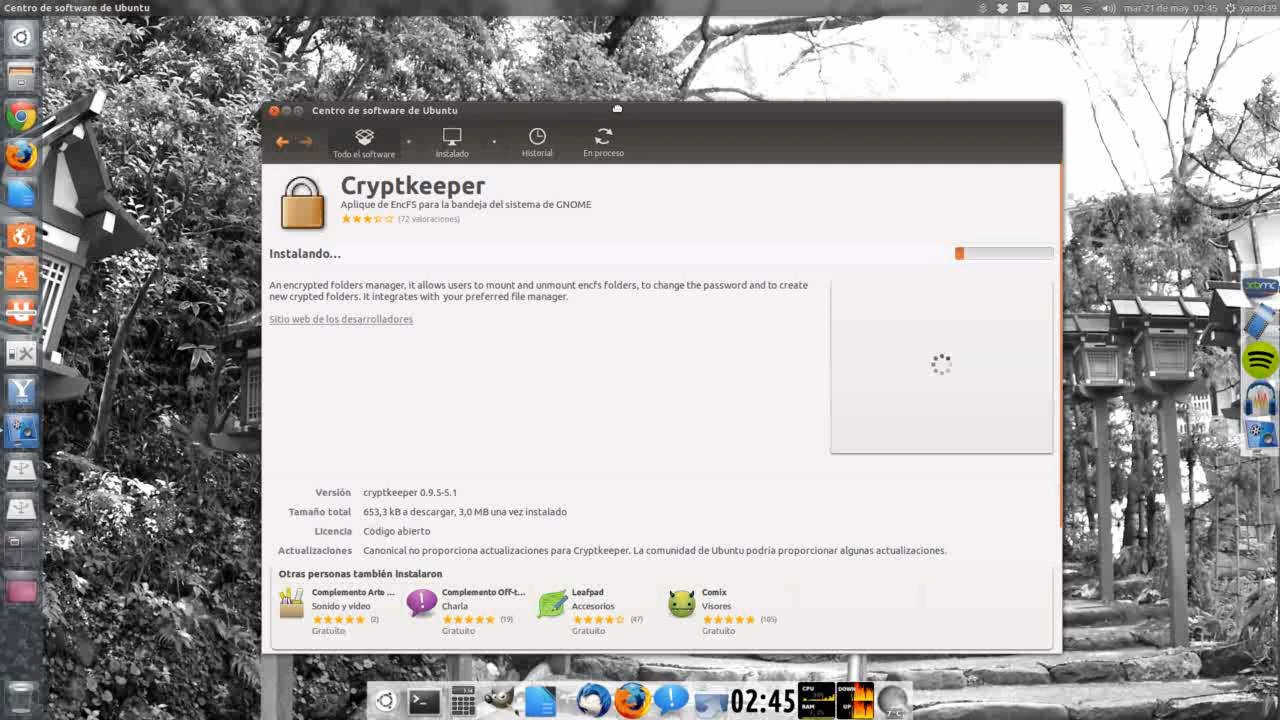 Centro de software de Ubuntu
mar 21 de may 02:45 yarod39
Centro de software de Ubuntu
Todo el software
Instalado
Historial
En proceso
Cryptkeeper
Aplique de EncFS para la bandeja del sistema de GNOME
(72 valoraciones)
Instalando...
An encrypted folders manager, it allows users to mount and unmount encfs folders, to change the password and to create
new crypted folders. It integrates with your preferred file manager.
Sitio web de los desarrolladores
Versión cryptkeeper 0.9.5-5.1
Tamaño total 653,3 kB a descargar, 3,0 MB una vez instalado
Licencia Código abierto
Actualizaciones Canonical no proporciona actualizaciones para Cryptkeeper. La comunidad de Ubuntu podría proporcionar algunas actualizaciones.
Otras personas también instalaron
Complemento Arte ...
Sonido y vídeo
(2)
Gratuito
Complemento Off-t...
Charla
(19)
Gratuito
Leafpad
Accesorios
(47)
Gratuito
Comix
Visores
(105)
Gratuito
xbmc
02:45
CPU
RAM
DOWN
UP